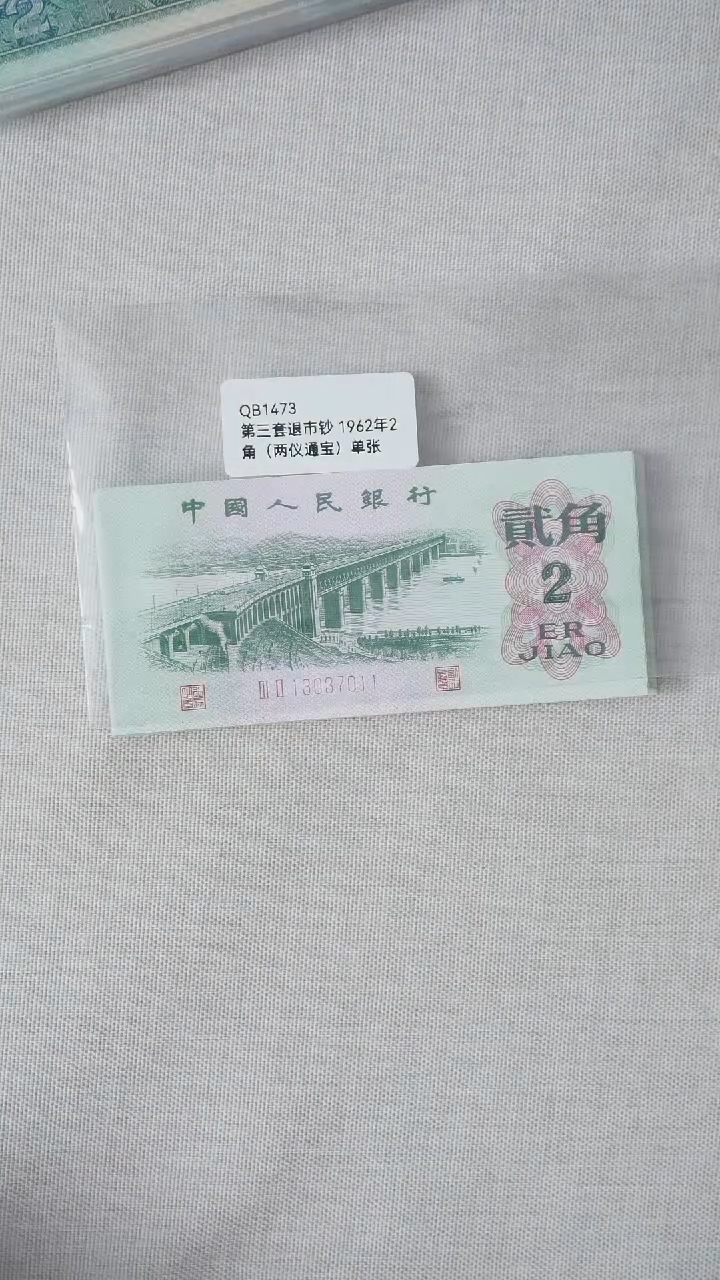 QB1473
第三套退市钞 1962年2
角（两仪通宝）单张
中國人民銀行
貳角
2
ER
JIAO